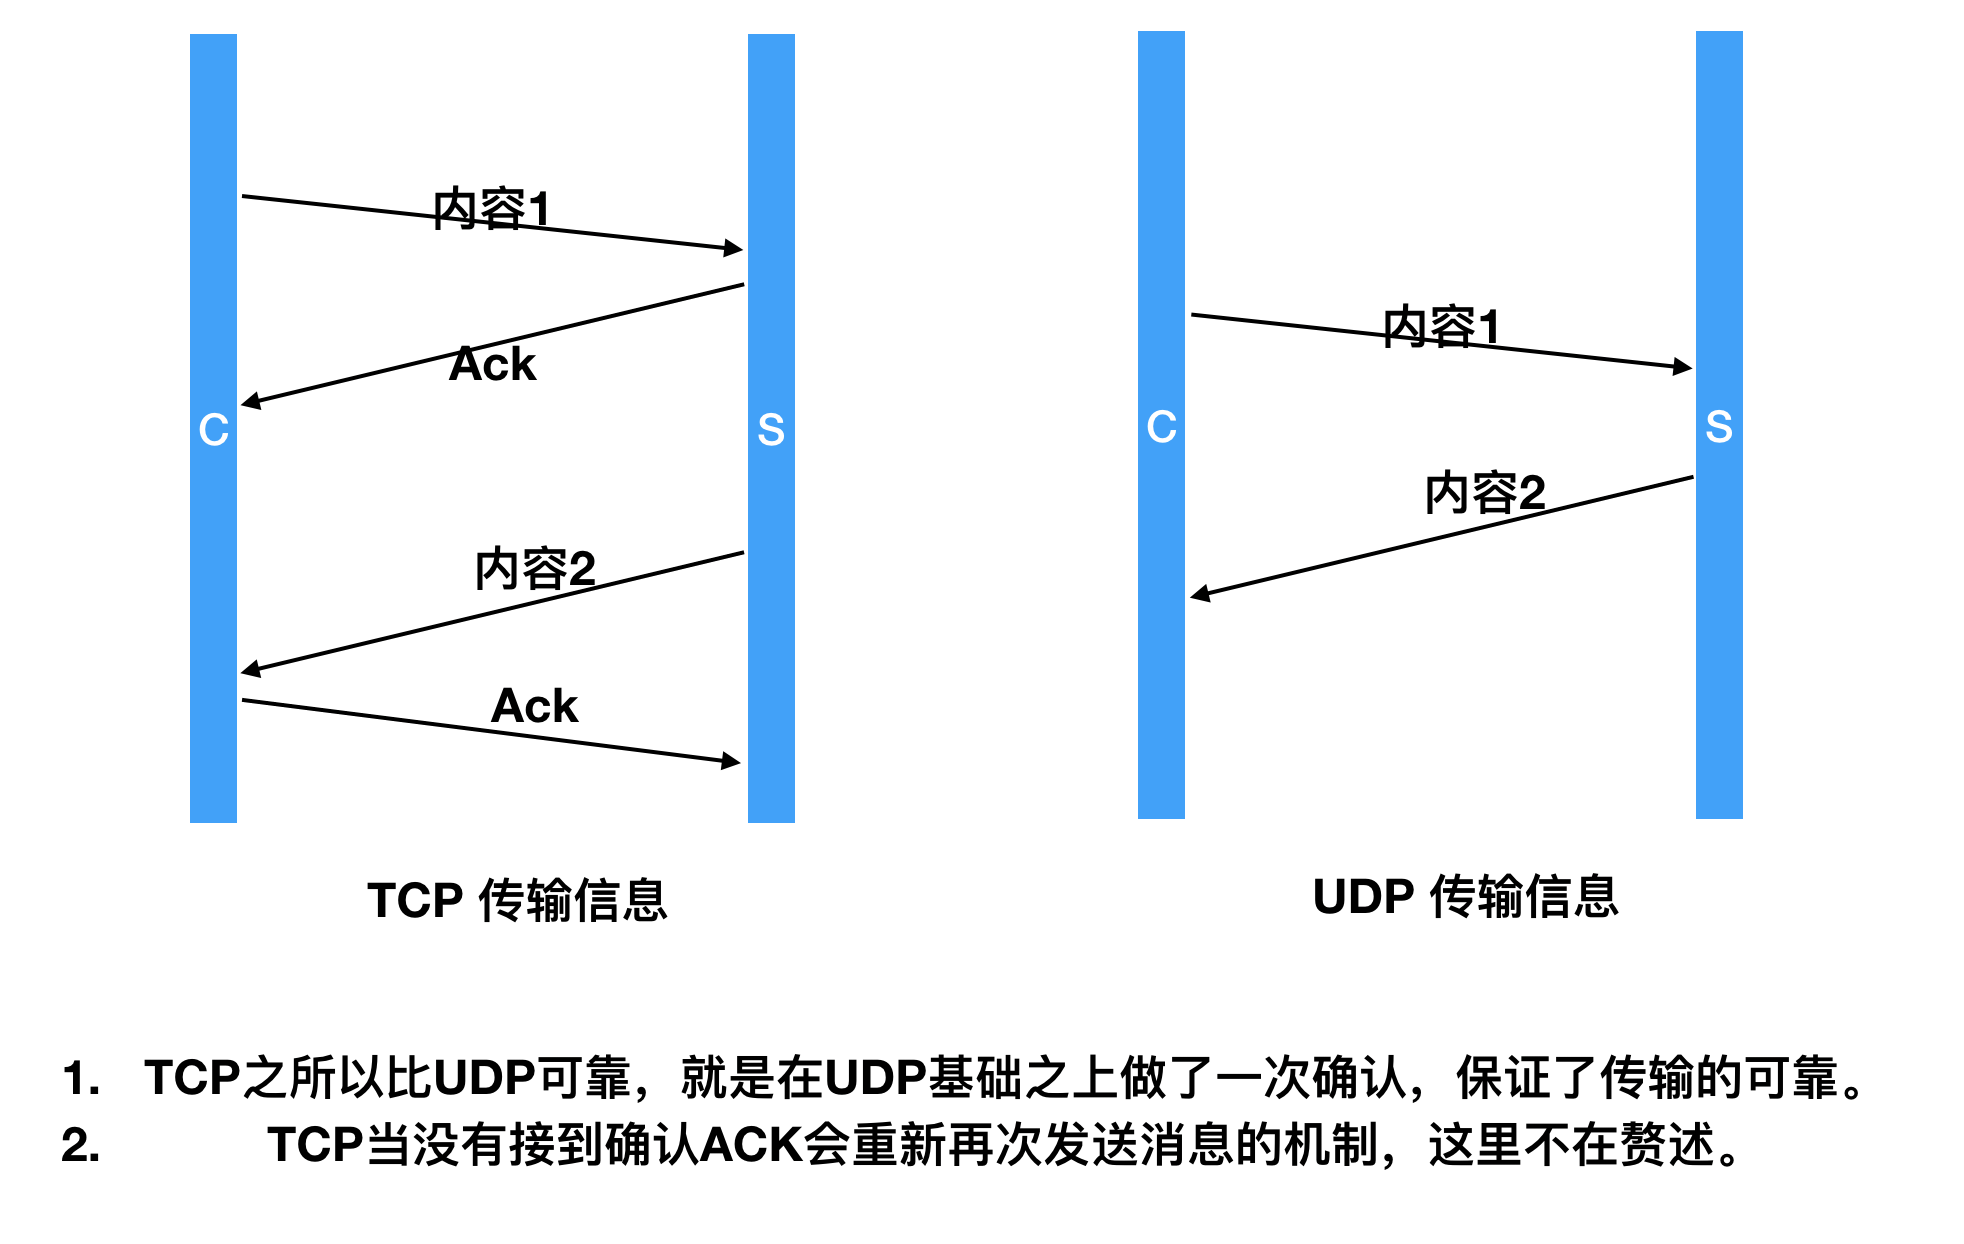 内容1
Ack
C
S
内容2
Ack
TCP 传输信息
内容1
C
S
内容2
UDP 传输信息
1. TCP之所以比UDP可靠，就是在UDP基础之上做了一次确认，保证了传输的可靠。
2. TCP当没有接到确认ACK会重新再次发送消息的机制，这里不在赘述。